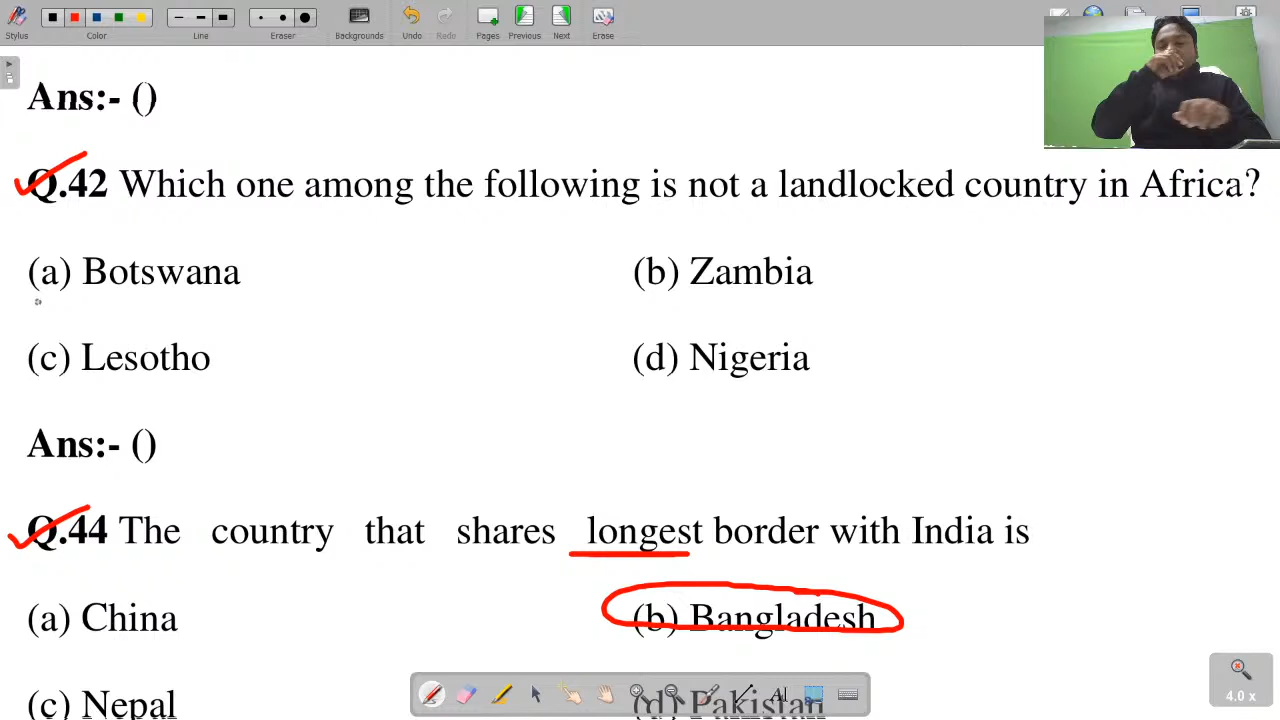 Stylus Color Line Eraser Backgrounds Undo Redo Pages Previous Next Erase
Ans:- ()
Q.42 Which one among the following is not a landlocked country in Africa?
(a) Botswana (b) Zambia
(c) Lesotho (d) Nigeria
Ans:- ()
Q.44 The country that shares longest border with India is
(a) China (b) Bangladesh
(c) Nepal (d) Pakistan
AI
4.0 x